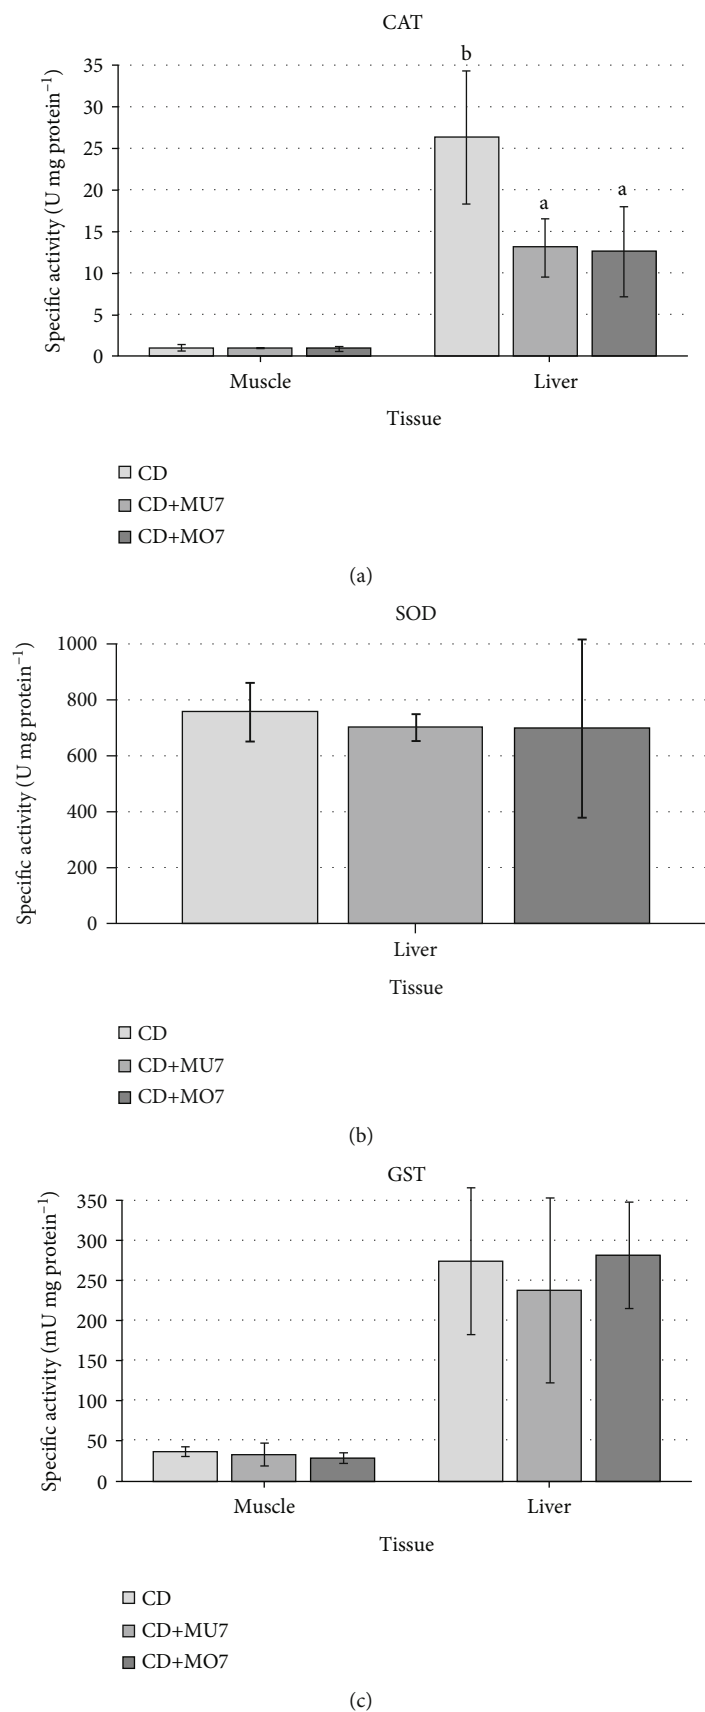 CAT
Specific activity (U mg protein⁻¹)
35
30
25
20
15
10
5
0
b
a
a
Muscle
Liver
Tissue
CD
CD+MU7
CD+MO7
(a)
SOD
Specific activity (U mg protein⁻¹)
1000
800
600
400
200
0
Liver
Tissue
CD
CD+MU7
CD+MO7
(b)
GST
Specific activity (mU mg protein⁻¹)
350
300
250
200
150
100
50
0
Muscle
Liver
Tissue
CD
CD+MU7
CD+MO7
(c)